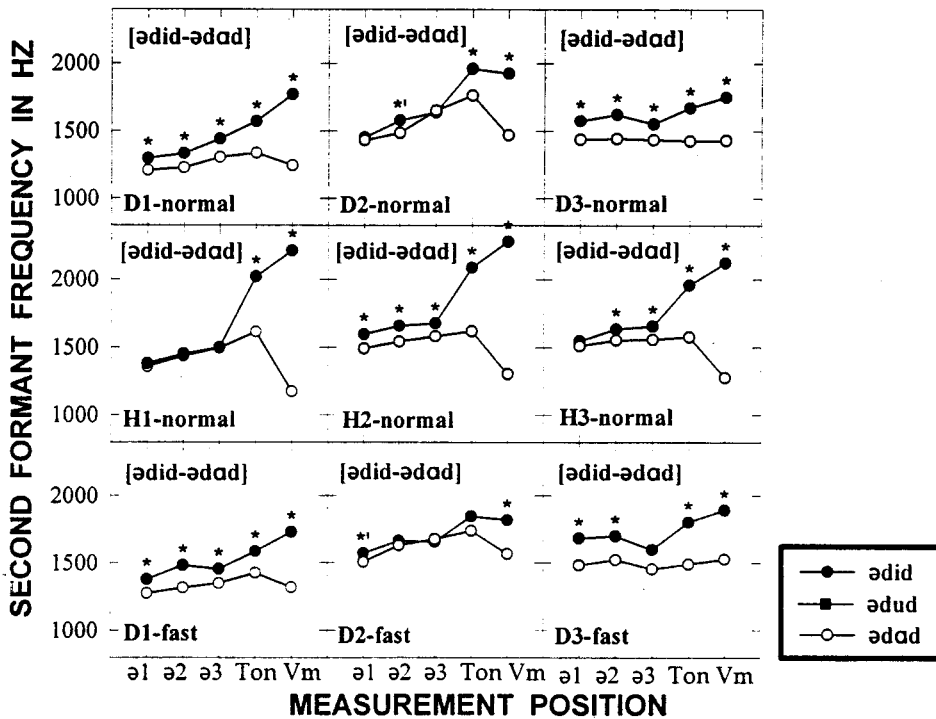 SECOND FORMANT FREQUENCY IN HZ
[ədid-ədɑd] [ədid-ədɑd] [ədid-ədɑd]
2000
1500
1000
D1-normal D2-normal D3-normal
[ədid-ədɑd] [ədid-ədɑd] [ədid-ədɑd]
2000
1500
1000
H1-normal H2-normal H3-normal
[ədid-ədɑd] [ədid-ədɑd] [ədid-ədɑd]
2000
1500
1000
D1-fast D2-fast D3-fast
ə1 ə2 ə3 Ton Vm ə1 ə2 ə3 Ton Vm ə1 ə2 ə3 Ton Vm
MEASUREMENT POSITION
ədid
ədud
ədɑd